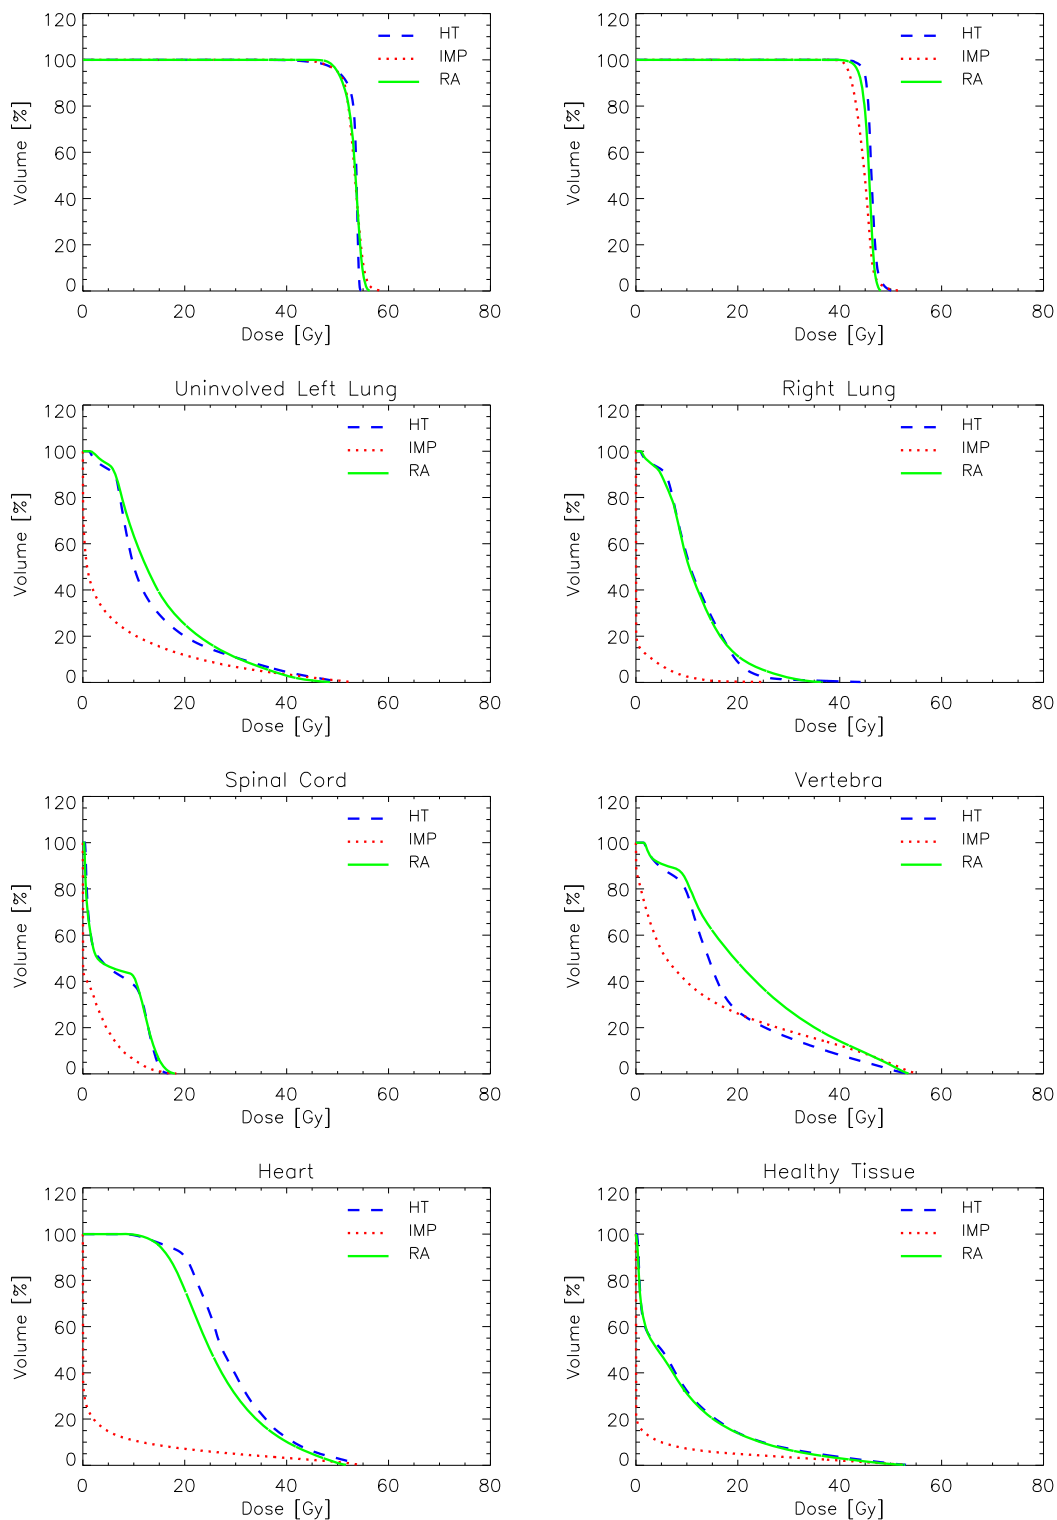 120
100
80
60
40
20
0
Volume [%]
HT
IMP
RA
0 20 40 60 80
Dose [Gy]
120
100
80
60
40
20
0
Volume [%]
HT
IMP
RA
0 20 40 60 80
Dose [Gy]
Uninvolved Left Lung
120
100
80
60
40
20
0
Volume [%]
HT
IMP
RA
0 20 40 60 80
Dose [Gy]
Right Lung
120
100
80
60
40
20
0
Volume [%]
HT
IMP
RA
0 20 40 60 80
Dose [Gy]
Spinal Cord
120
100
80
60
40
20
0
Volume [%]
HT
IMP
RA
0 20 40 60 80
Dose [Gy]
Vertebra
120
100
80
60
40
20
0
Volume [%]
HT
IMP
RA
0 20 40 60 80
Dose [Gy]
Heart
120
100
80
60
40
20
0
Volume [%]
HT
IMP
RA
0 20 40 60 80
Dose [Gy]
Healthy Tissue
120
100
80
60
40
20
0
Volume [%]
HT
IMP
RA
0 20 40 60 80
Dose [Gy]